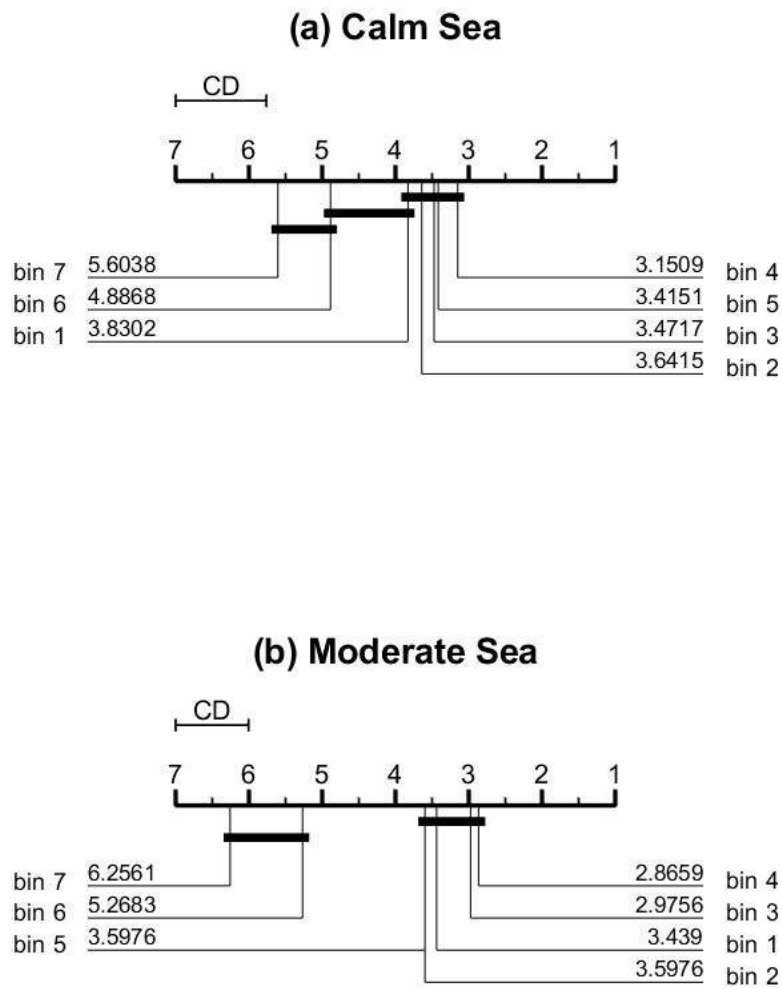 (a) Calm Sea
CD
7 6 5 4 3 2 1
bin 7 5.6038 3.1509 bin 4
bin 6 4.8868 3.4151 bin 5
bin 1 3.8302 3.4717 bin 3
3.6415 bin 2
(b) Moderate Sea
CD
7 6 5 4 3 2 1
bin 7 6.2561 2.8659 bin 4
bin 6 5.2683 2.9756 bin 3
bin 5 3.5976 3.439 bin 1
3.5976 bin 2